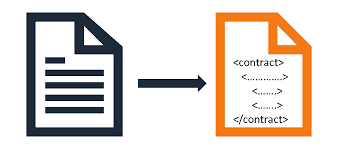 <contract>
<............>
<.......>
<.......>
</contract>